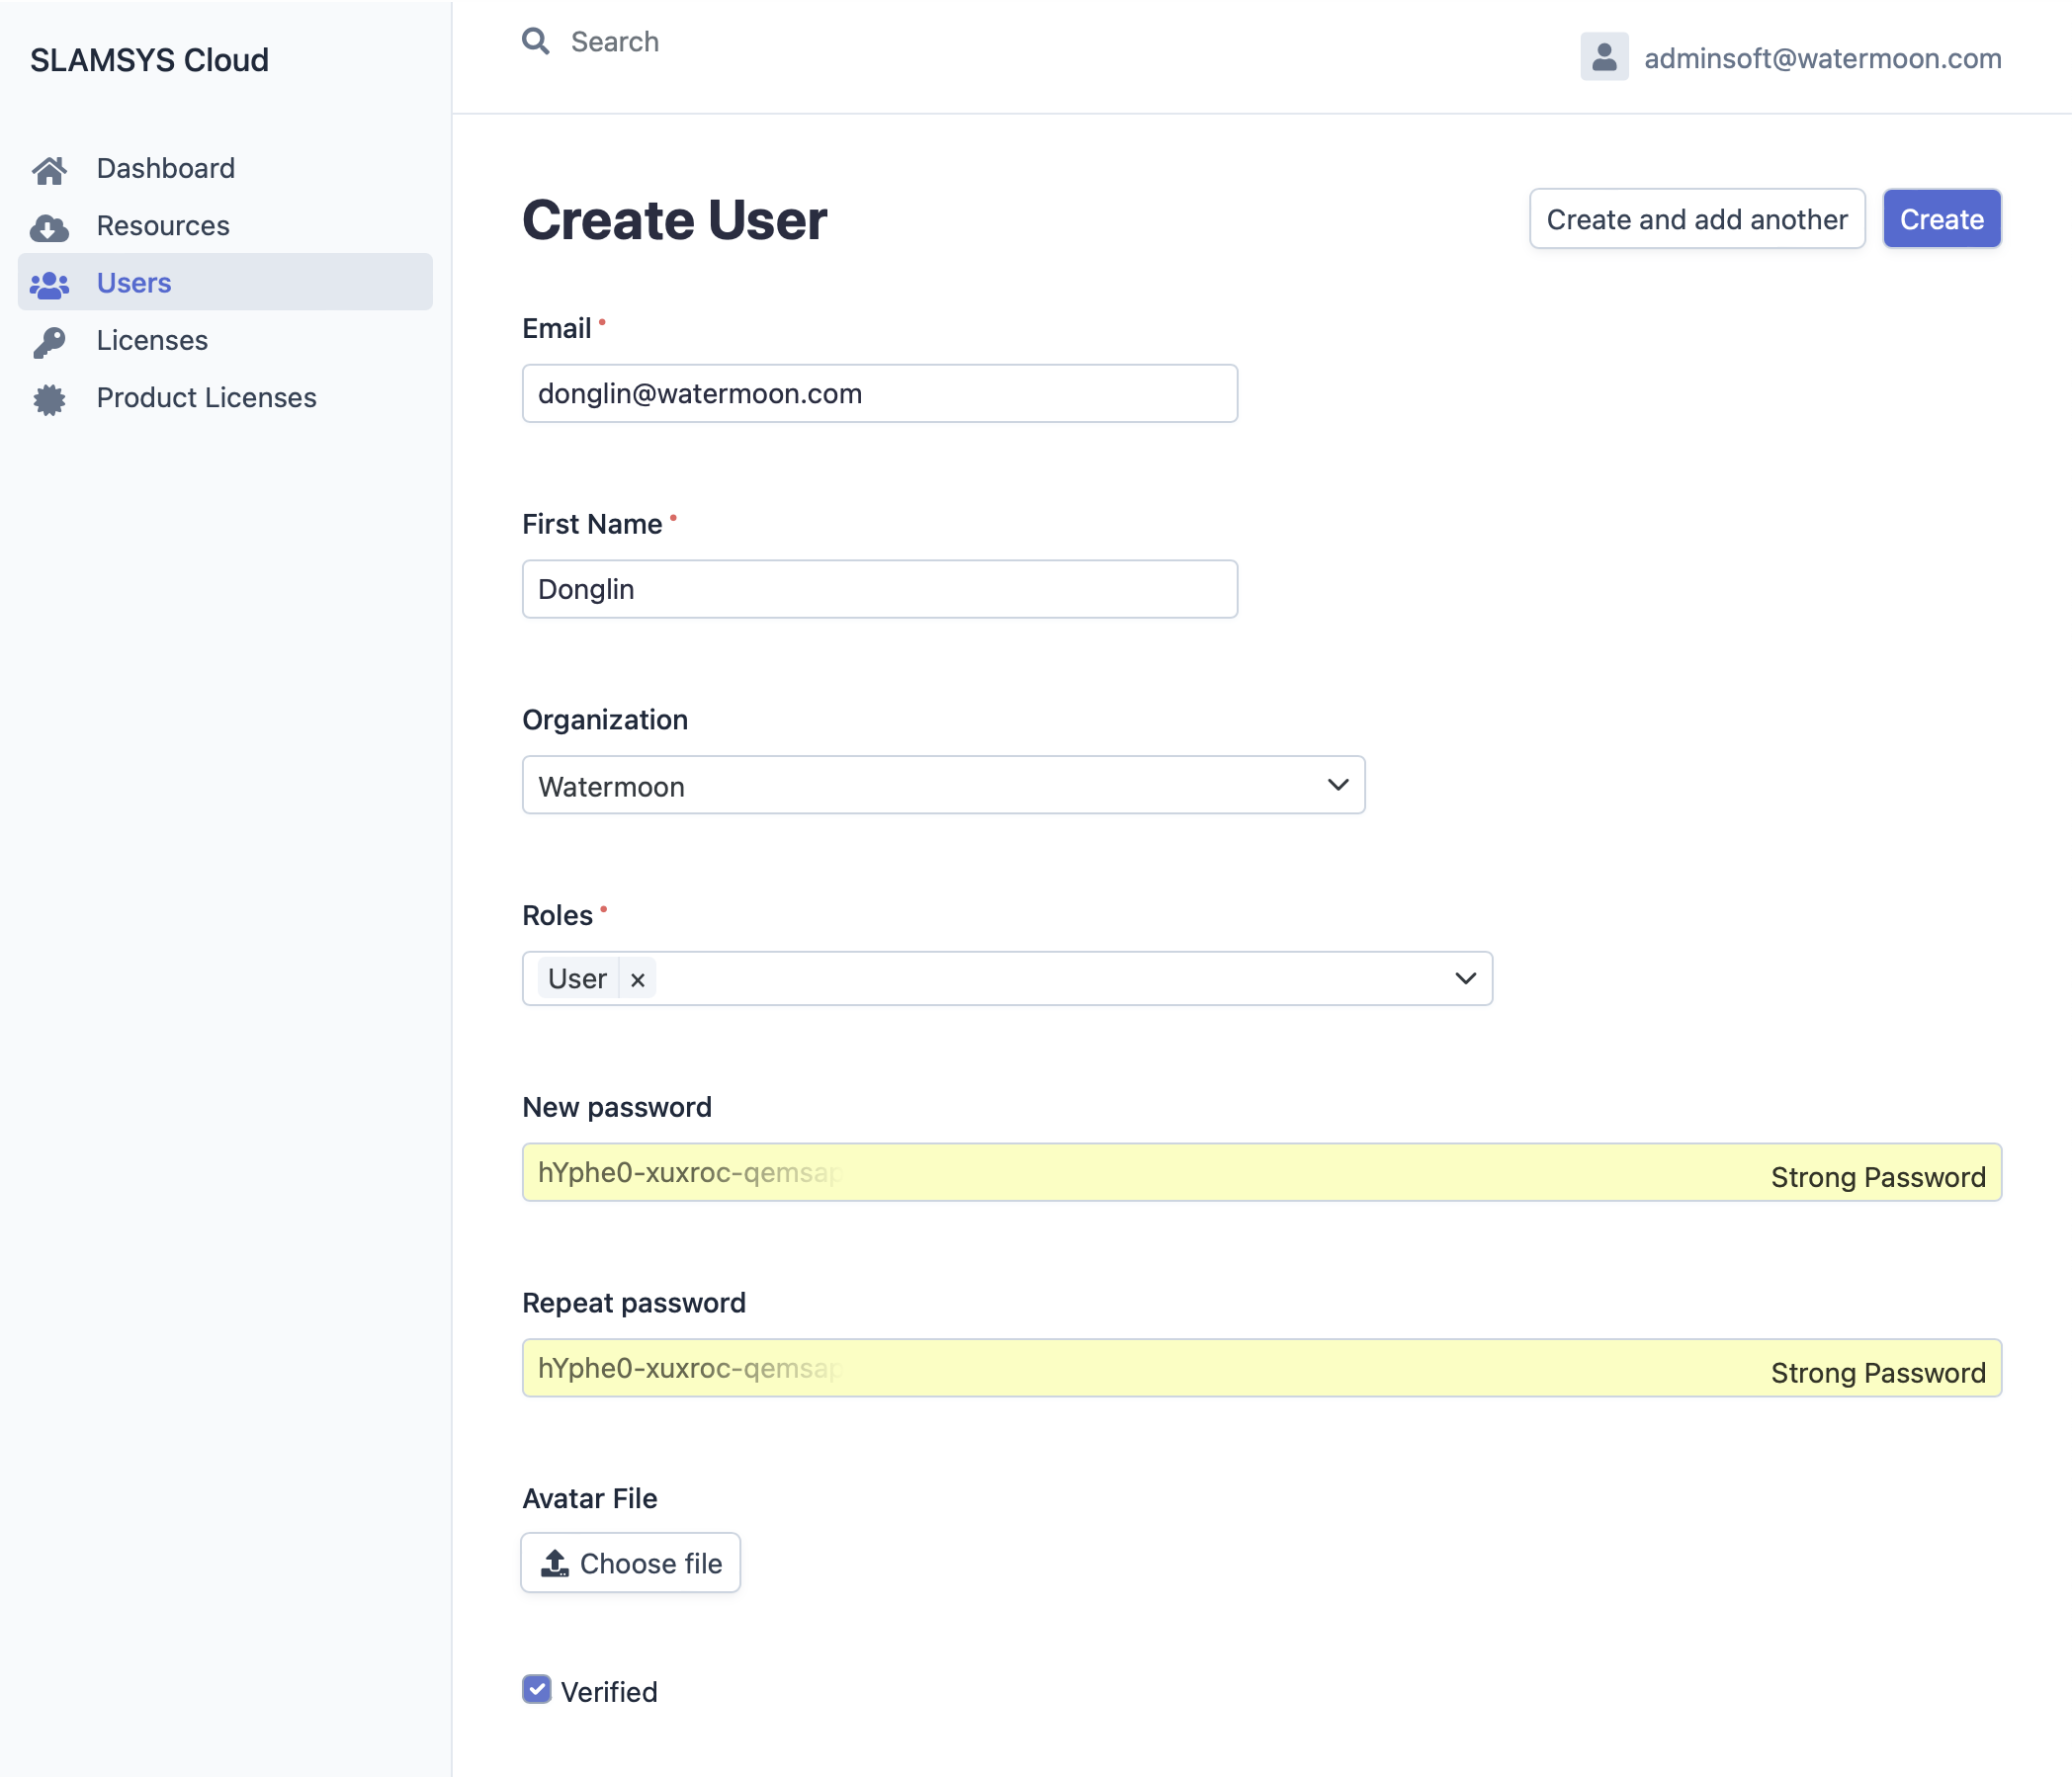 SLAMSYS Cloud
Search
adminsoft@watermoon.com
Dashboard
Resources
Users
Licenses
Product Licenses
Create User
Create and add another
Create
Email
donglin@watermoon.com
First Name
Donglin
Organization
Watermoon
Roles
User ×
New password
hYphe0-xuxroc-qemsap
Strong Password
Repeat password
hYphe0-xuxroc-qemsap
Strong Password
Avatar File
Choose file
Verified